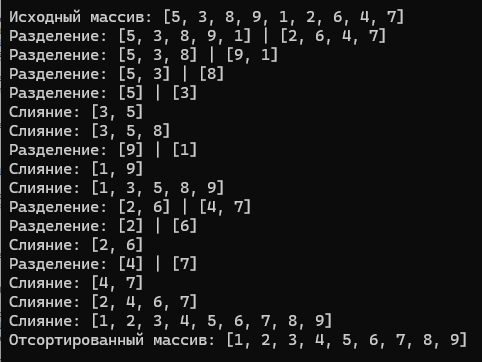 Исходный массив: [5, 3, 8, 9, 1, 2, 6, 4, 7]
Разделение: [5, 3, 8, 9, 1] | [2, 6, 4, 7]
Разделение: [5, 3, 8] | [9, 1]
Разделение: [5, 3] | [8]
Разделение: [5] | [3]
Слияние: [3, 5]
Слияние: [3, 5, 8]
Разделение: [9] | [1]
Слияние: [1, 9]
Слияние: [1, 3, 5, 8, 9]
Разделение: [2, 6] | [4, 7]
Разделение: [2] | [6]
Слияние: [2, 6]
Разделение: [4] | [7]
Слияние: [4, 7]
Слияние: [2, 4, 6, 7]
Слияние: [1, 2, 3, 4, 5, 6, 7, 8, 9]
Отсортированный массив: [1, 2, 3, 4, 5, 6, 7, 8, 9]